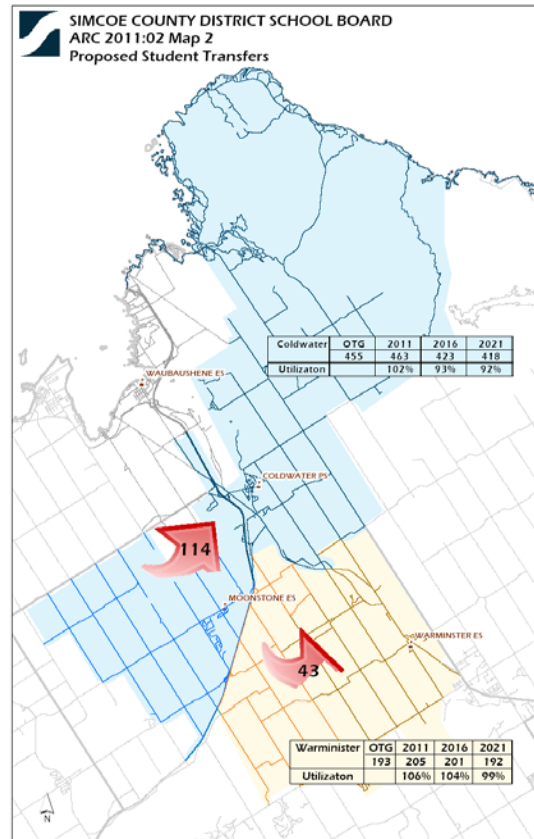 SIMCOE COUNTY DISTRICT SCHOOL BOARD
ARC 2011:02 Map 2
Proposed Student Transfers
Coldwater OTG 2011 2016 2021
455 463 423 418
Utilizaton 102% 93% 92%
WAUBAUSHENE ES
COLDWATER PS
114
MOONSTONE ES
WARMINSTER ES
43
Warminister OTG 2011 2016 2021
193 205 201 192
Utilizaton 106% 104% 99%
N